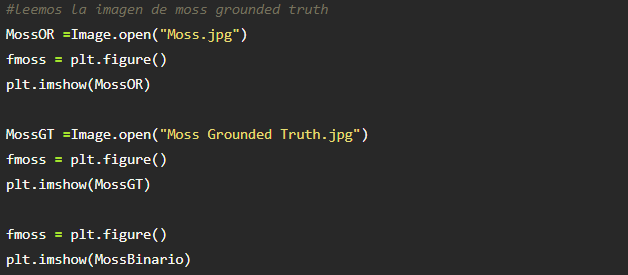 #leemos la imagen de moss grounded truth
MossOR =Image.open("Moss.jpg")
fmoss = plt.figure()
plt.imshow(MossOR)
MossGT =Image.open("Moss Grounded Truth.jpg")
fmoss = plt.figure()
plt.imshow(MossGT)
fmoss = plt.figure()
plt.imshow(MossBinario)